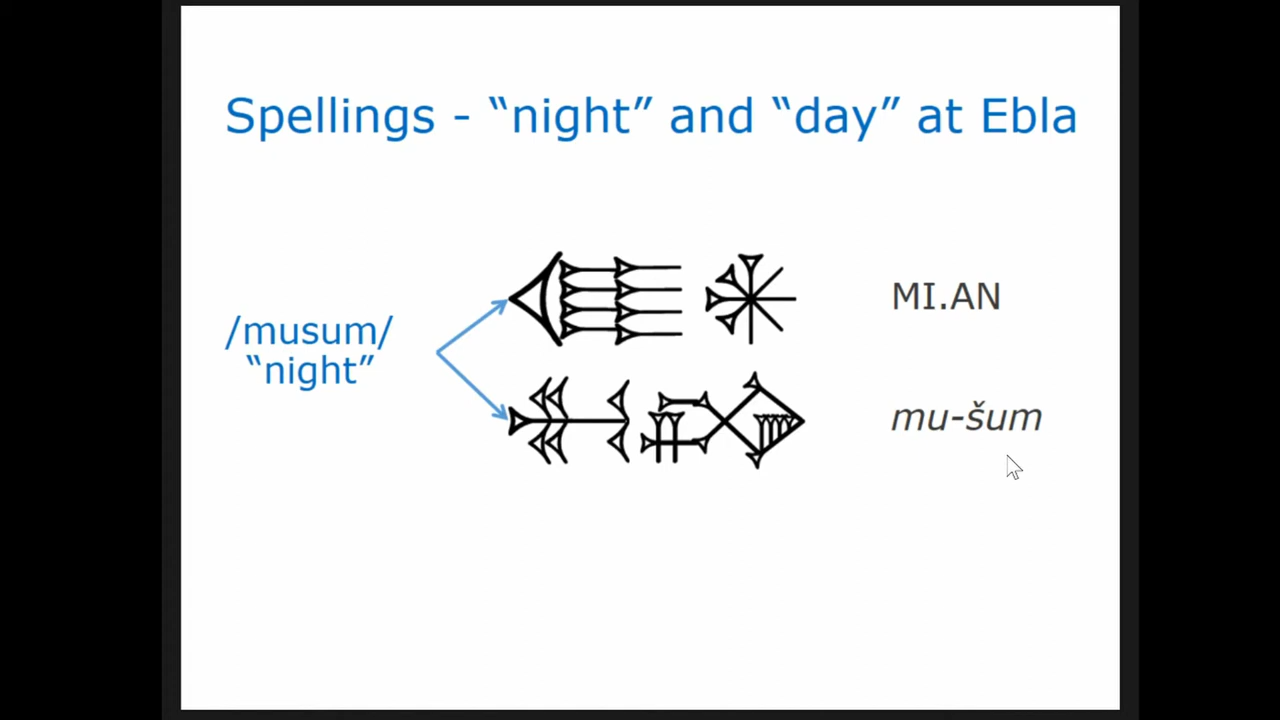 Spellings - “night” and “day” at Ebla
/musum/
“night”
𒈪 𒀭
MI.AN
𒈬 𒋳
mu-šum